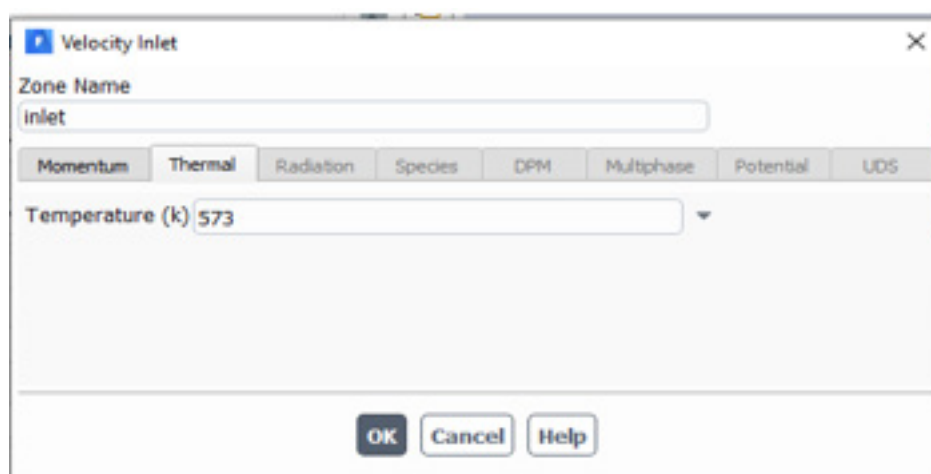 Velocity Inlet
Zone Name
inlet
Momentum Thermal Radiation Species DPM Multiphase Potential UDS
Temperature (k) 573
OK Cancel Help